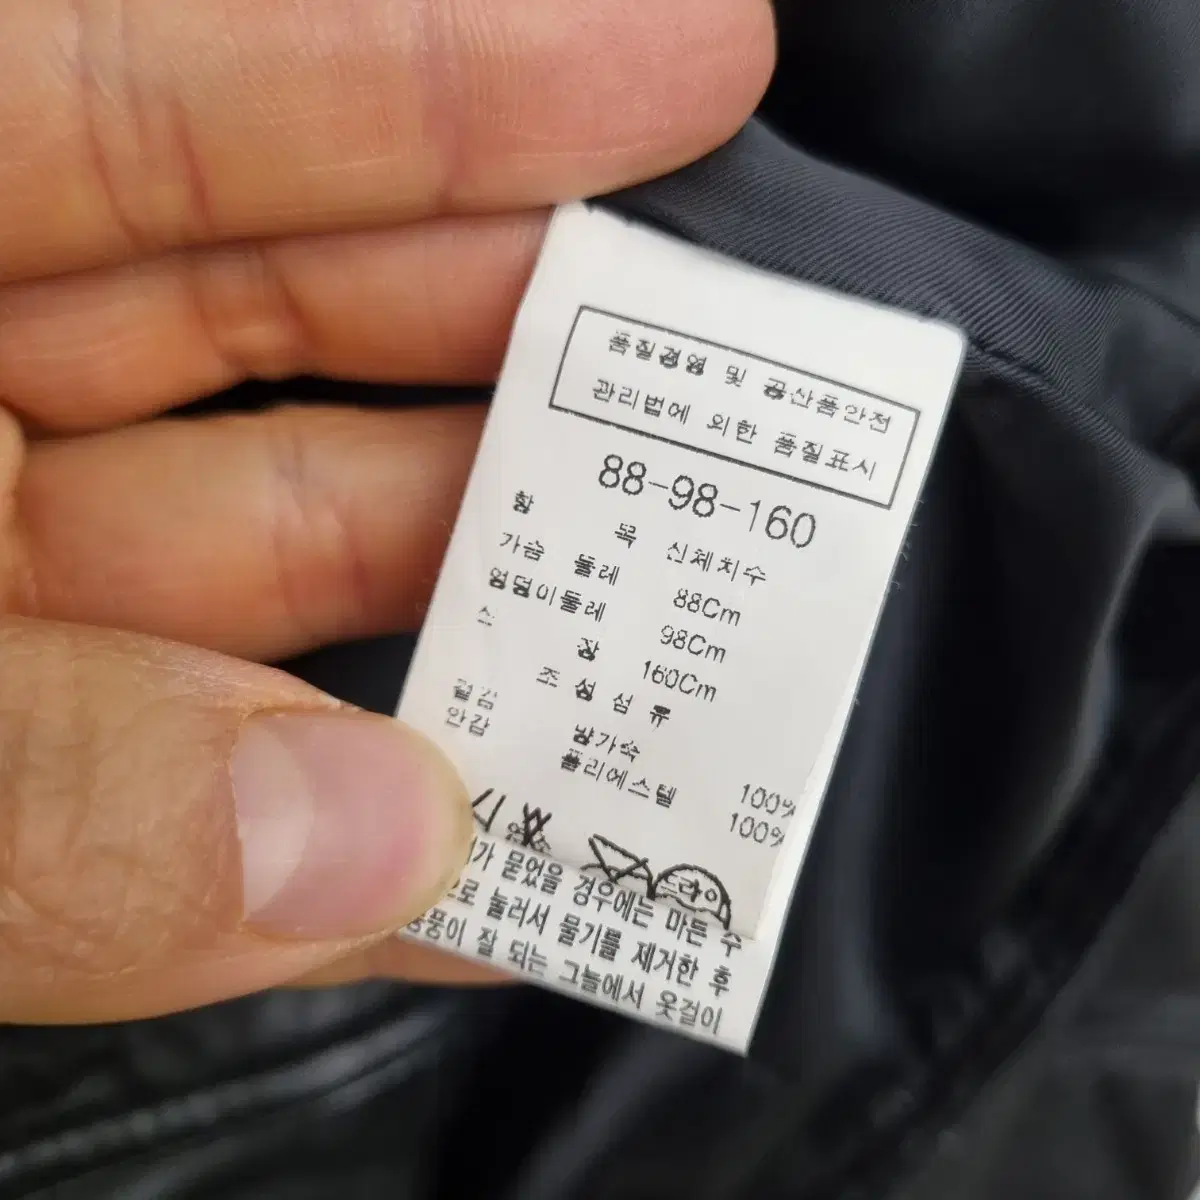 품질경영 및 공산품안전
관리법에 의한 품질표시
88-98-160
항 목 신체치수
가슴 둘레 88Cm
엉덩이둘레 98Cm
신 장 160Cm
조 성 섬 유
겉감 양가죽 100%
안감 폴리에스텔 100%
드라이
가 묻었을 경우에는 마른 수
으로 눌러서 물기를 제거한 후
통풍이 잘 되는 그늘에서 옷걸이